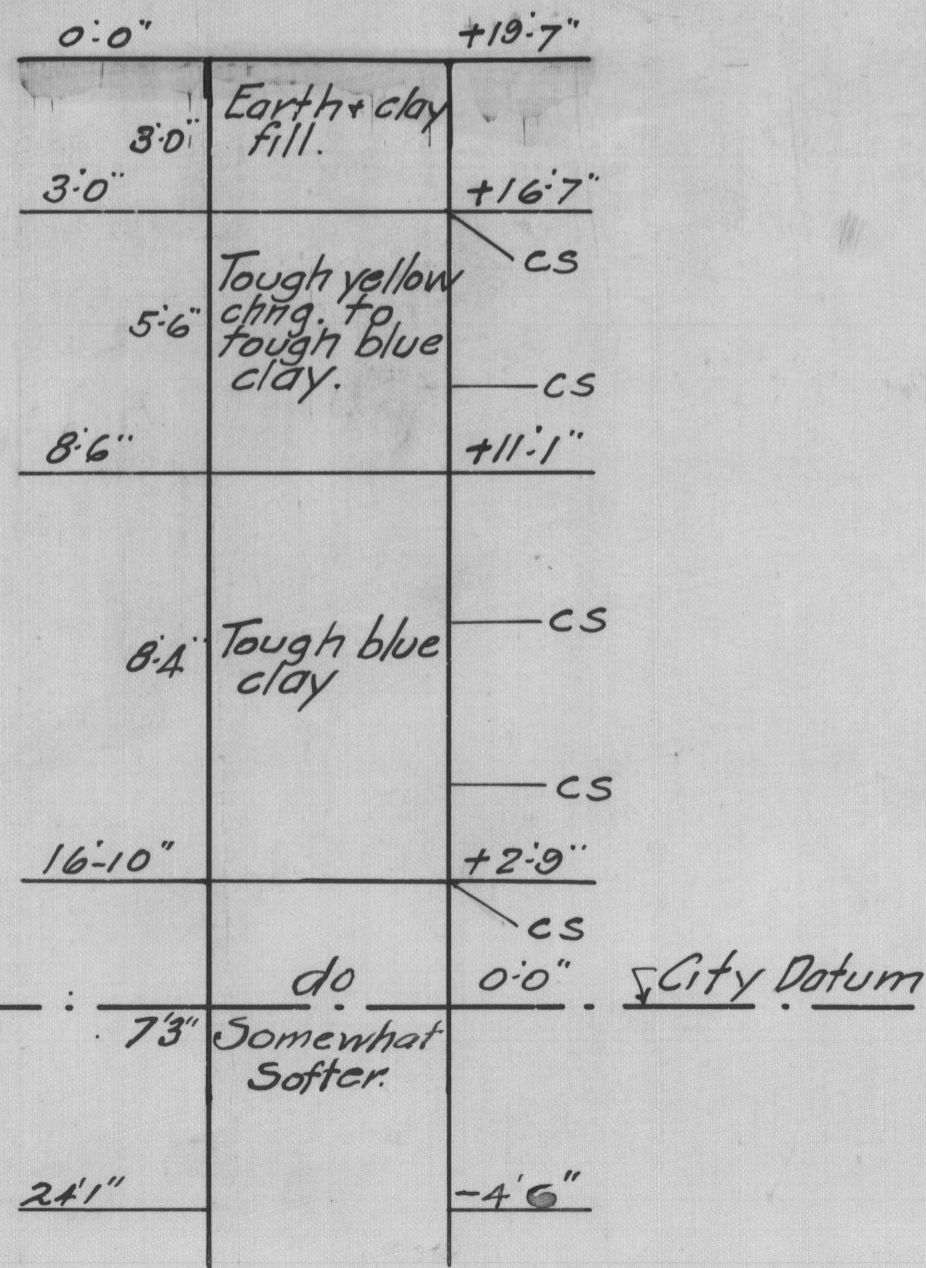 0'-0" +19'-7"
Earth + clay
fill.
3'-0"
3'-0" +16'-7"
CS
Tough yellow
chng. to
tough blue
clay.
5'-6"
CS
8'-6" +11'-1"
CS
Tough blue
clay
8'-4"
CS
16'-10" +2'-9"
CS
do 0'-0" City Datum
7'3" Somewhat
Softer.
24'1" -4'6"